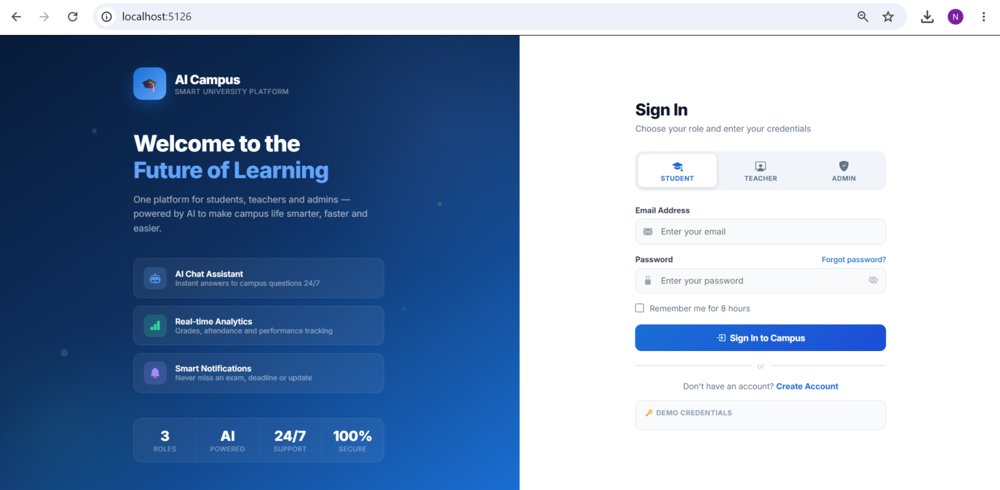 localhost:5126
N
AI Campus
SMART UNIVERSITY PLATFORM
Welcome to the
Future of Learning
One platform for students, teachers and admins —
powered by AI to make campus life smarter, faster and
easier.
AI Chat Assistant
Instant answers to campus questions 24/7
Real-time Analytics
Grades, attendance and performance tracking
Smart Notifications
Never miss an exam, deadline or update
3 AI 24/7 100%
ROLES POWERED SUPPORT SECURE
Sign In
Choose your role and enter your credentials
STUDENT TEACHER ADMIN
Email Address
Enter your email
Password Forgot password?
Enter your password
Remember me for 8 hours
Sign In to Campus
or
Don't have an account? Create Account
🔑 DEMO CREDENTIALS